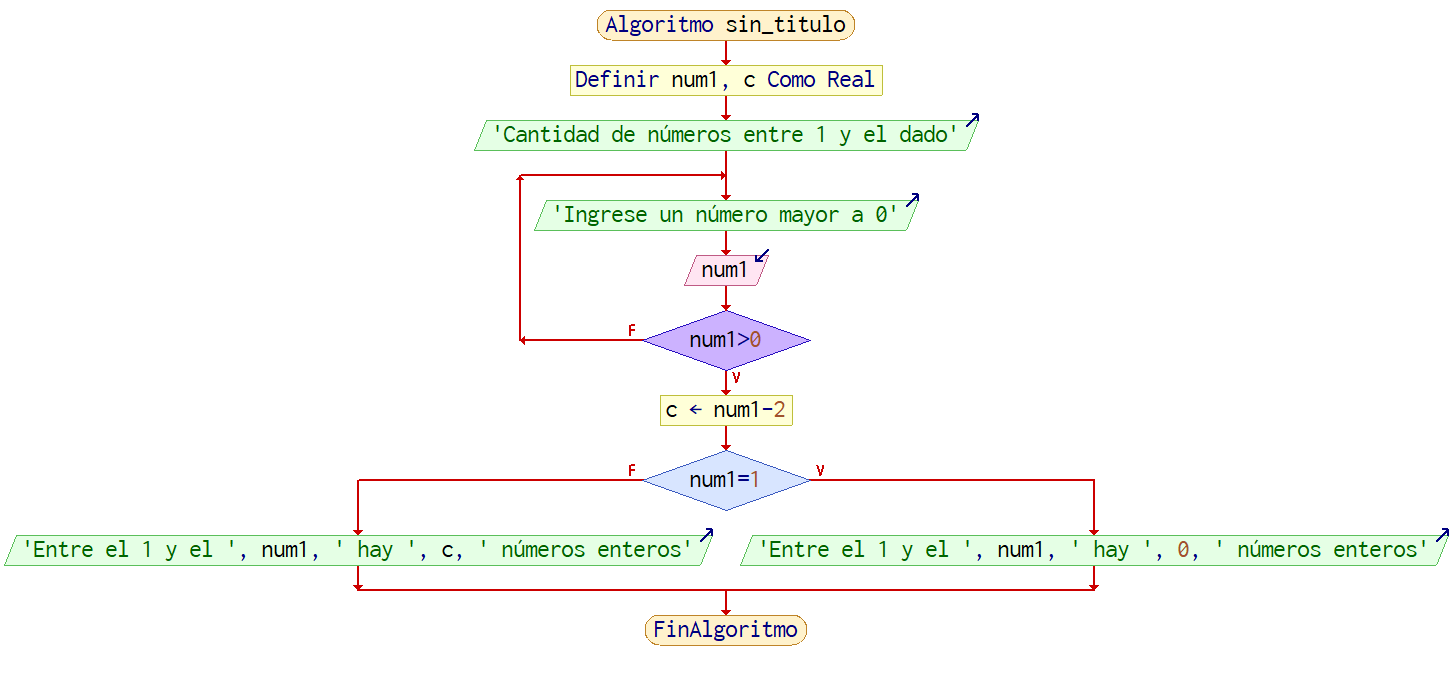 Algoritmo sin_titulo
Definir num1, c Como Real
'Cantidad de números entre 1 y el dado'
'Ingrese un número mayor a 0'
num1
F
num1>0
V
c ← num1-2
F
num1=1
V
'Entre el 1 y el ', num1, ' hay ', c, ' números enteros'
'Entre el 1 y el ', num1, ' hay ', 0, ' números enteros'
FinAlgoritmo